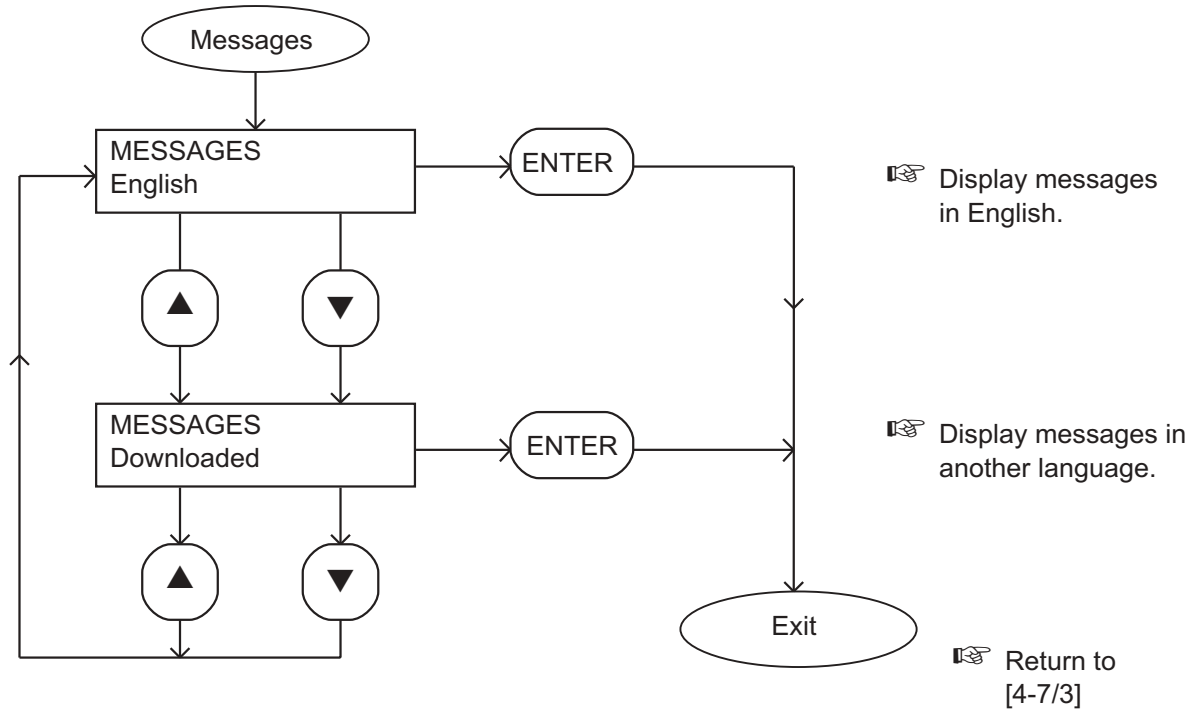 Messages
MESSAGES
English
ENTER
☞ Display messages
in English.
▲
▼
MESSAGES
Downloaded
ENTER
☞ Display messages in
another language.
▲
▼
Exit
☞ Return to
[4-7/3]